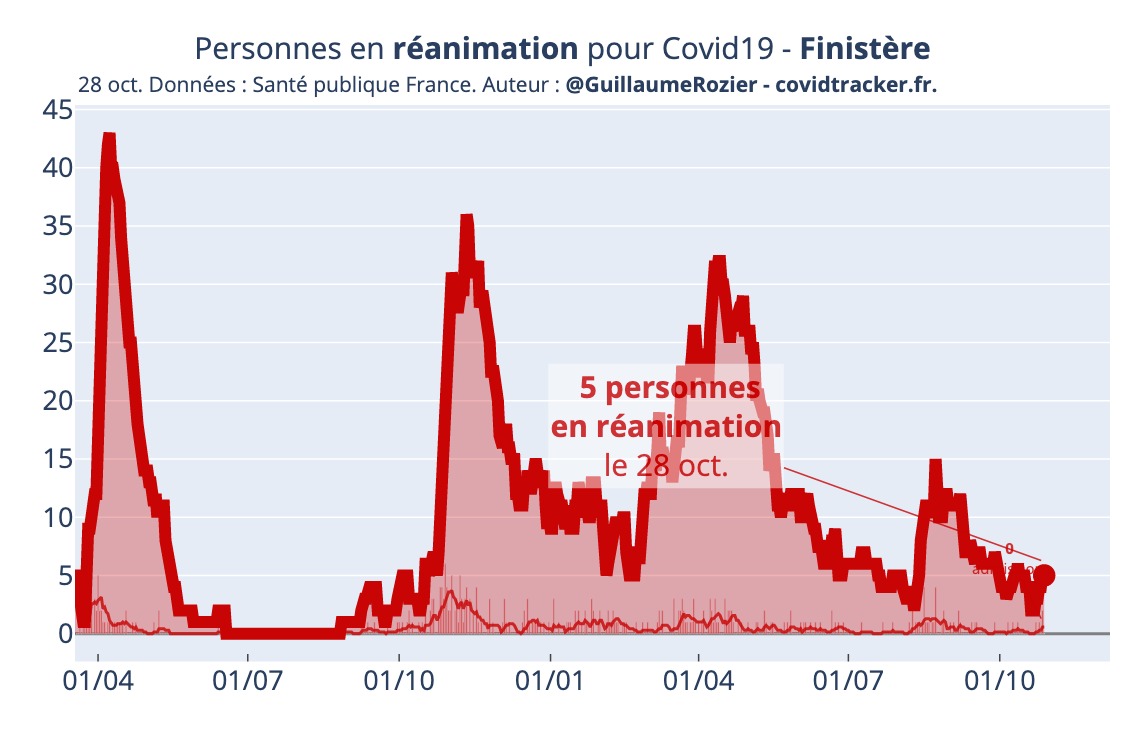 Personnes en réanimation pour Covid19 - Finistère
28 oct. Données : Santé publique France. Auteur : @GuillaumeRozier - covidtracker.fr.
45
40
35
30
25
20
15
10
5
0
5 personnes
en réanimation
le 28 oct.
0
01/04 01/07 01/10 01/01 01/04 01/07 01/10